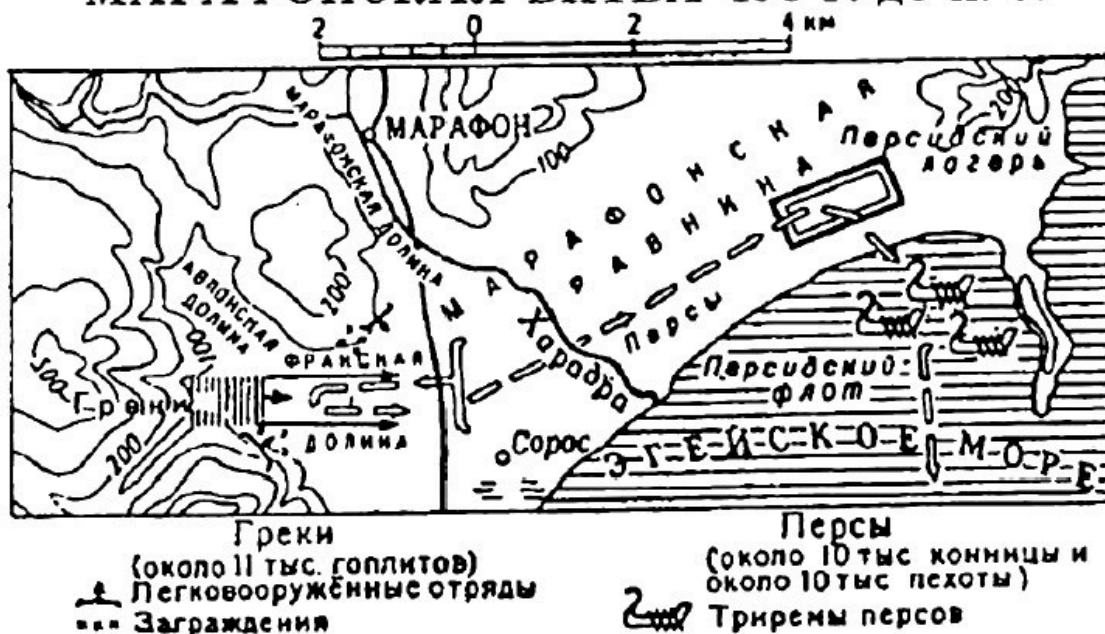 2 0 2 4 км
МАРАФОН
МАРАФОНСКАЯ ДОЛИНА
100
200
Персидский
лагерь
МАРАФОНСКАЯ
РАВНИНА
АВЛОНСКАЯ
ДОЛИНА
200
100
500
Греки
ФРАКСКАЯ
ДОЛИНА
200
Персы
Харадра
Сорос
Персидский
флот
ЭГЕЙСКОЕ МОРЕ
Греки
(около 11 тыс. гоплитов)
Легковооружённые отряды
Заграждения
Персы
(около 10 тыс конницы и
около 10 тыс пехоты)
Триремы персов